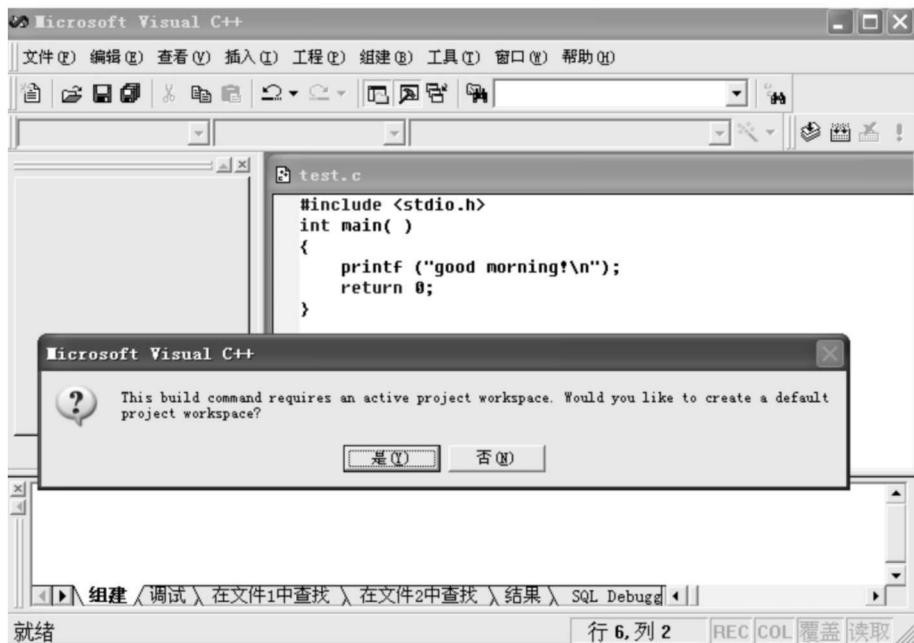 Microsoft Visual C++
文件(F) 编辑(E) 查看(V) 插入(I) 工程(P) 组建(B) 工具(T) 窗口(W) 帮助(H)
test.c
#include <stdio.h>
int main( )
{
printf ("good morning!\n");
return 0;
}
Microsoft Visual C++
This build command requires an active project workspace. Would you like to create a default
project workspace?
是(Y) 否(N)
组建 调试 在文件1中查找 在文件2中查找 结果 SQL Debugg
就绪 行 6, 列 2 REC COL 覆盖 读取